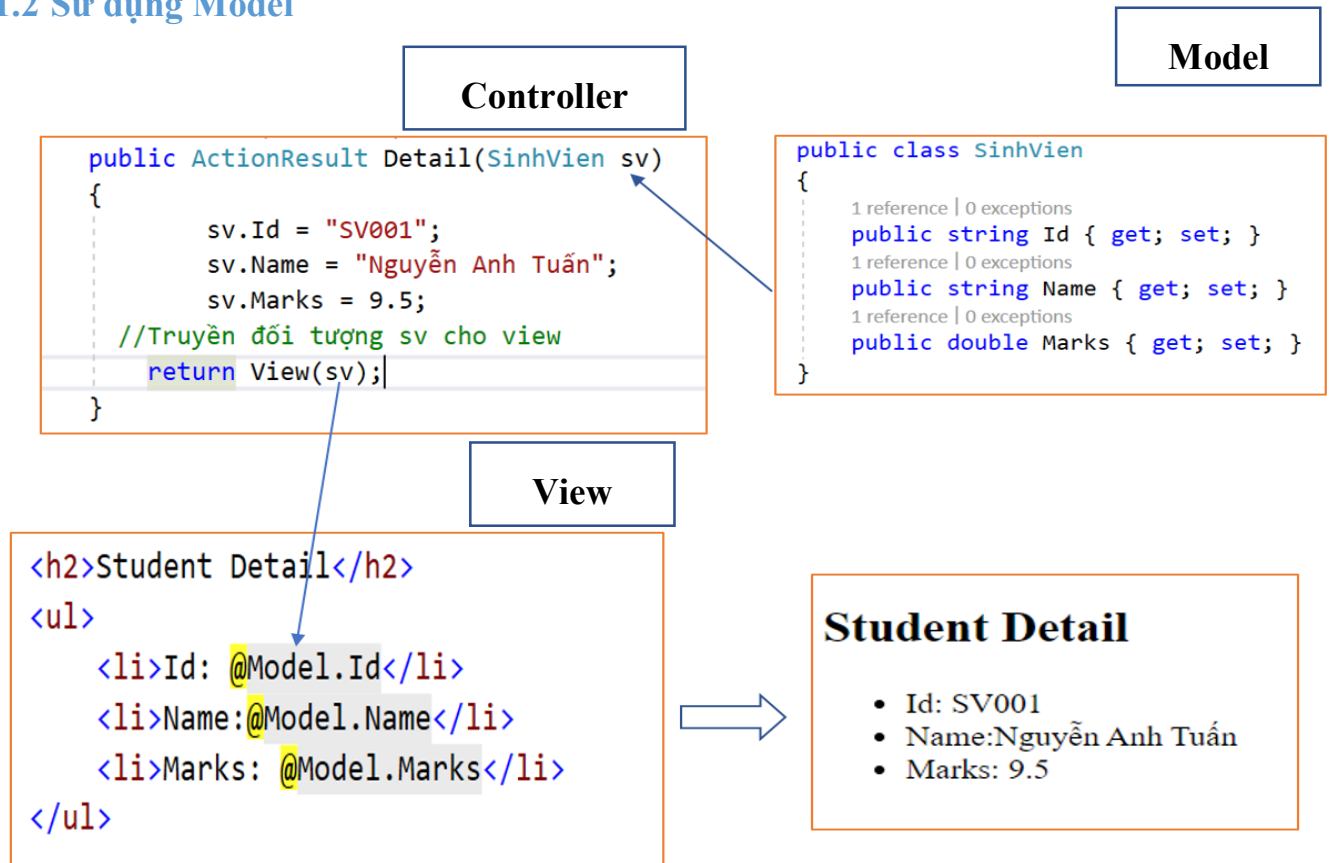 1.2 Sử dụng Model
Model
Controller
public ActionResult Detail(SinhVien sv)
{
sv.Id = "SV001";
sv.Name = "Nguyễn Anh Tuấn";
sv.Marks = 9.5;
//Truyền đối tượng sv cho view
return View(sv);
}
public class SinhVien
{
1 reference | 0 exceptions
public string Id { get; set; }
1 reference | 0 exceptions
public string Name { get; set; }
1 reference | 0 exceptions
public double Marks { get; set; }
}
View
<h2>Student Detail</h2>
<ul>
<li>Id: @Model.Id</li>
<li>Name:@Model.Name</li>
<li>Marks: @Model.Marks</li>
</ul>
Student Detail
• Id: SV001
• Name:Nguyễn Anh Tuấn
• Marks: 9.5